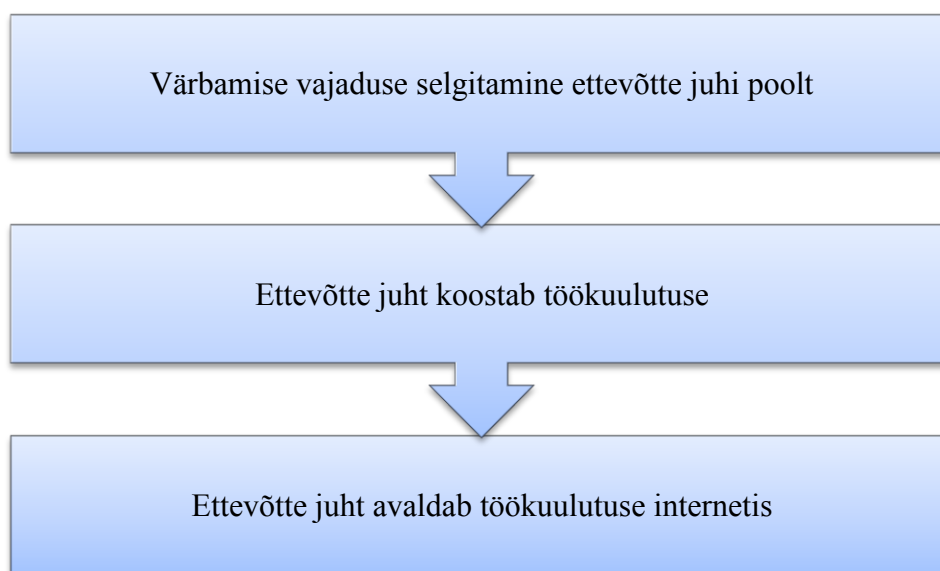 Värbamise vajaduse selgitamine ettevõtte juhi poolt
Ettevõtte juht koostab töökuulutuse
Ettevõtte juht avaldab töökuulutuse internetis